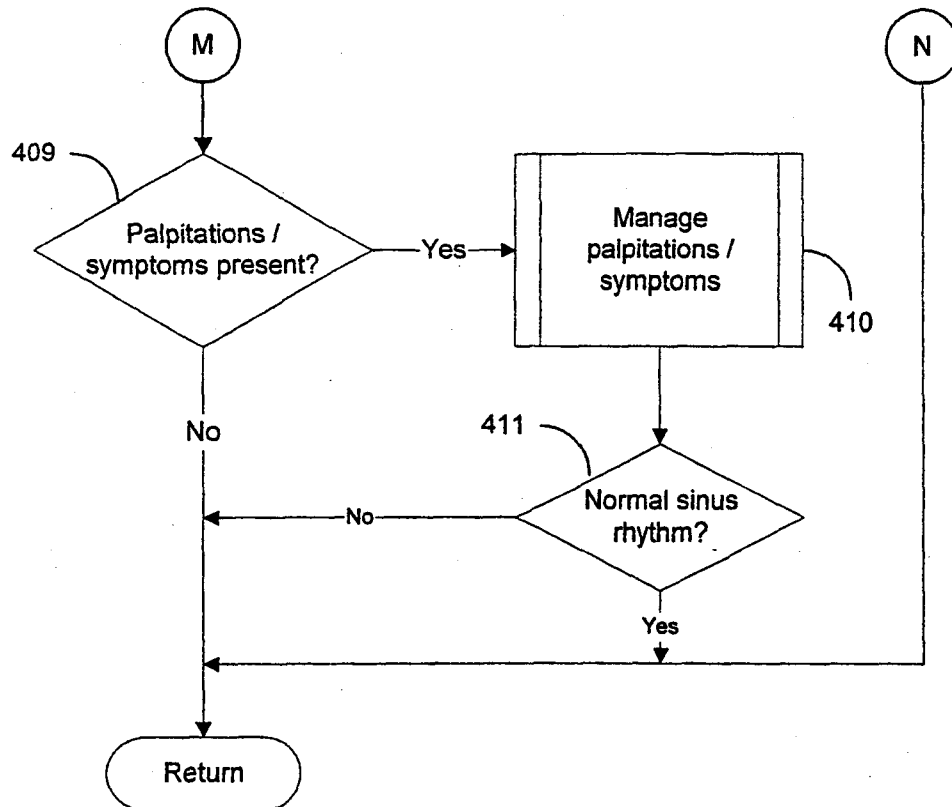 M
N
409
Palpitations /
symptoms present?
Yes
Manage
palpitations /
symptoms
410
No
411
Normal sinus
rhythm?
No
Yes
Return